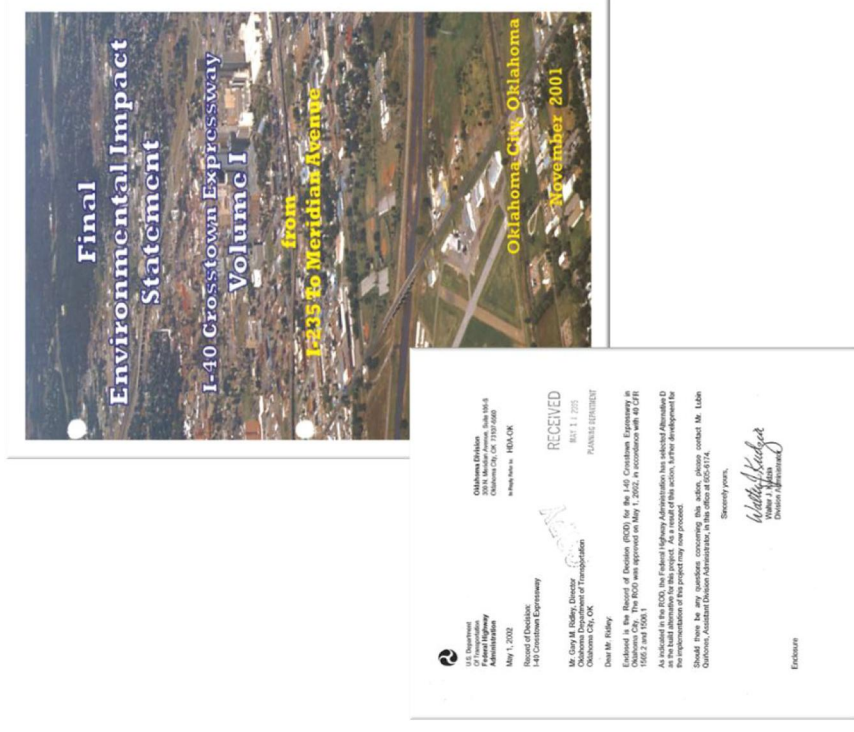 Final
Environmental Impact
Statement
I-40 Crosstown Expressway
Volume I
from
I-235 To Meridian Avenue
Oklahoma City, Oklahoma
November 2001
U.S. Department
Of Transportation
Federal Highway
Administration
Oklahoma Division
300 N. Meridian Avenue, Suite 105-S
Oklahoma City, OK 73107-6560
May 1, 2002
In Reply Refer to HDA-OK
Record of Decision:
I-40 Crosstown Expressway
RECEIVED
PLANNING DEPARTMENT
Mr. Gary M. Ridley, Director
Oklahoma Department of Transportation
Oklahoma City, OK
Dear Mr. Ridley:
Enclosed is the Record of Decision (ROD) for the I-40 Crosstown Expressway in
Oklahoma City. The ROD was approved on May 1, 2002, in accordance with 40 CFR
1505.2 and 1506.1
As indicated in the ROD, the Federal Highway Administration has selected Alternative D
as the build alternative for this project. As a result of this action, further development for
the implementation of this project may now proceed.
Should there be any questions concerning this action, please contact Mr. Lubin
Quiñones, Assistant Division Administrator, in this office at 605-6174.
Sincerely yours,
Walter J.
Division Administrator
Enclosure